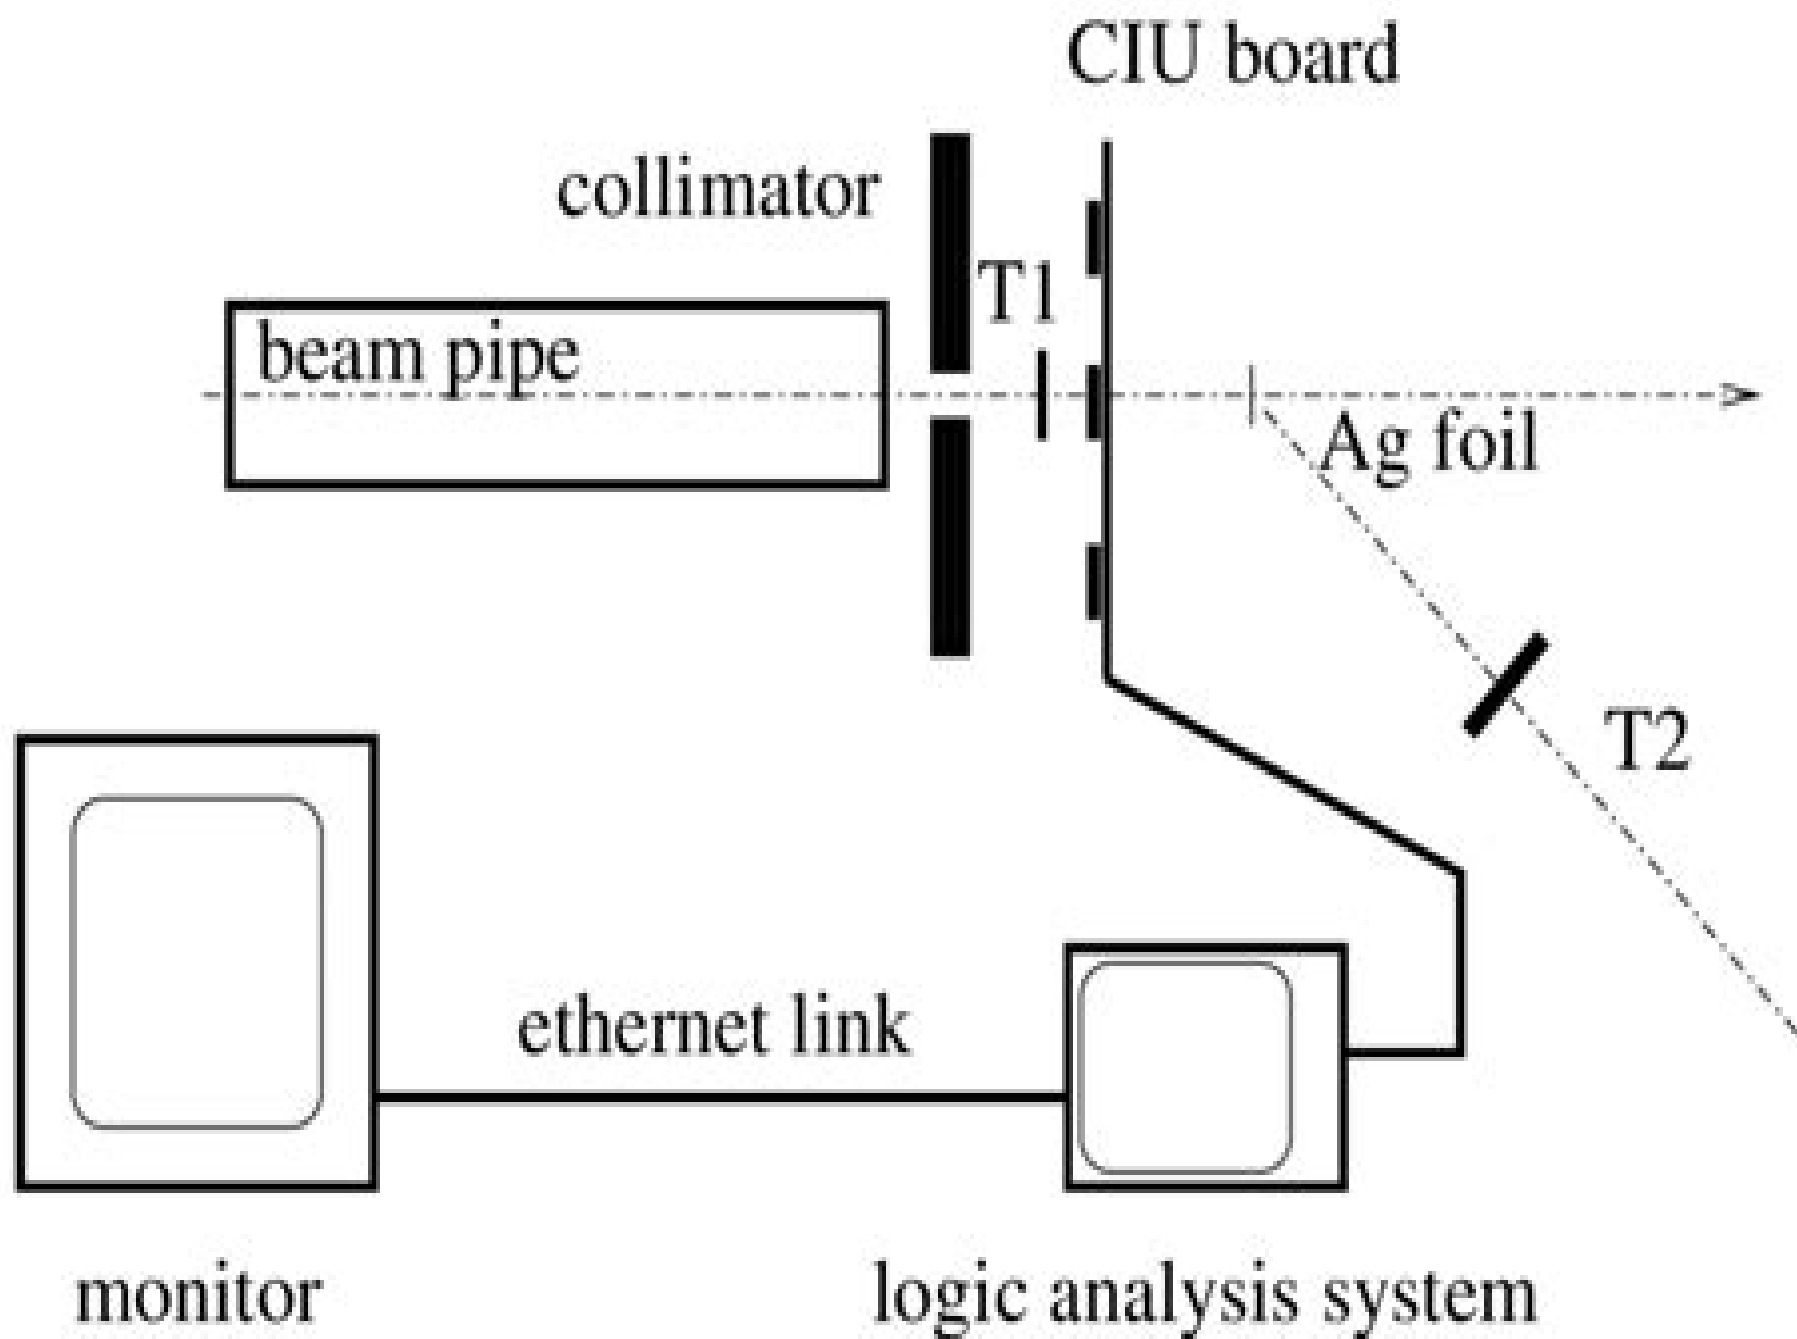 CIU board
collimator
T1
beam pipe
Ag foil
T2
ethernet link
monitor
logic analysis system